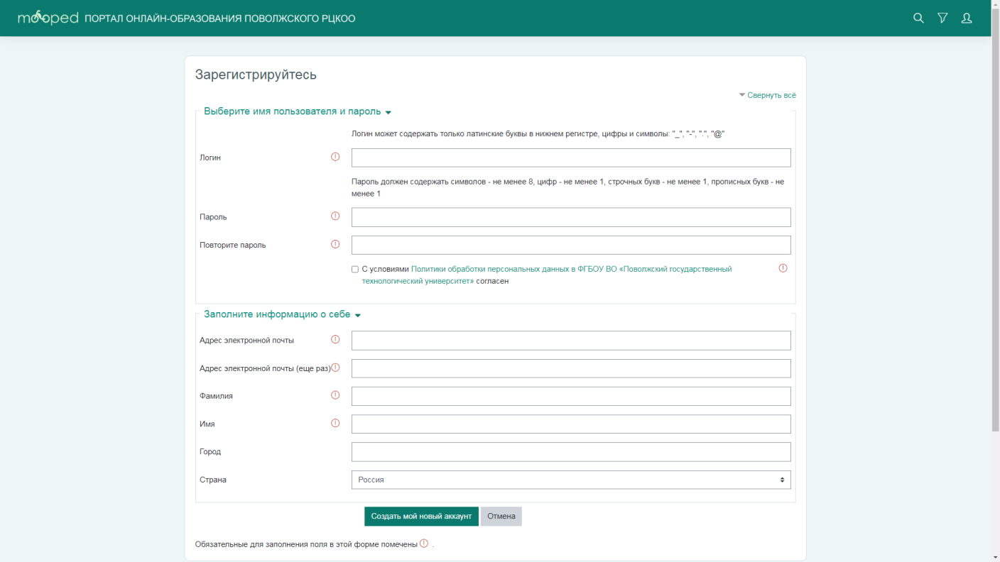 mooped ПОРТАЛ ОНЛАЙН-ОБРАЗОВАНИЯ ПОВОЛЖСКОГО РЦКОО
Зарегистрируйтесь
Свернуть всё
Выберите имя пользователя и пароль
Логин может содержать только латинские буквы в нижнем регистре, цифры и символы: "_", "-", ".", "@"
Логин
Пароль должен содержать символов - не менее 8, цифр - не менее 1, строчных букв - не менее 1, прописных букв - не
менее 1
Пароль
Повторите пароль
С условиями Политики обработки персональных данных в ФГБОУ ВО «Поволжский государственный
технологический университет» согласен
Заполните информацию о себе
Адрес электронной почты
Адрес электронной почты (еще раз)
Фамилия
Имя
Город
Страна
Россия
Создать мой новый аккаунт
Отмена
Обязательные для заполнения поля в этой форме помечены .